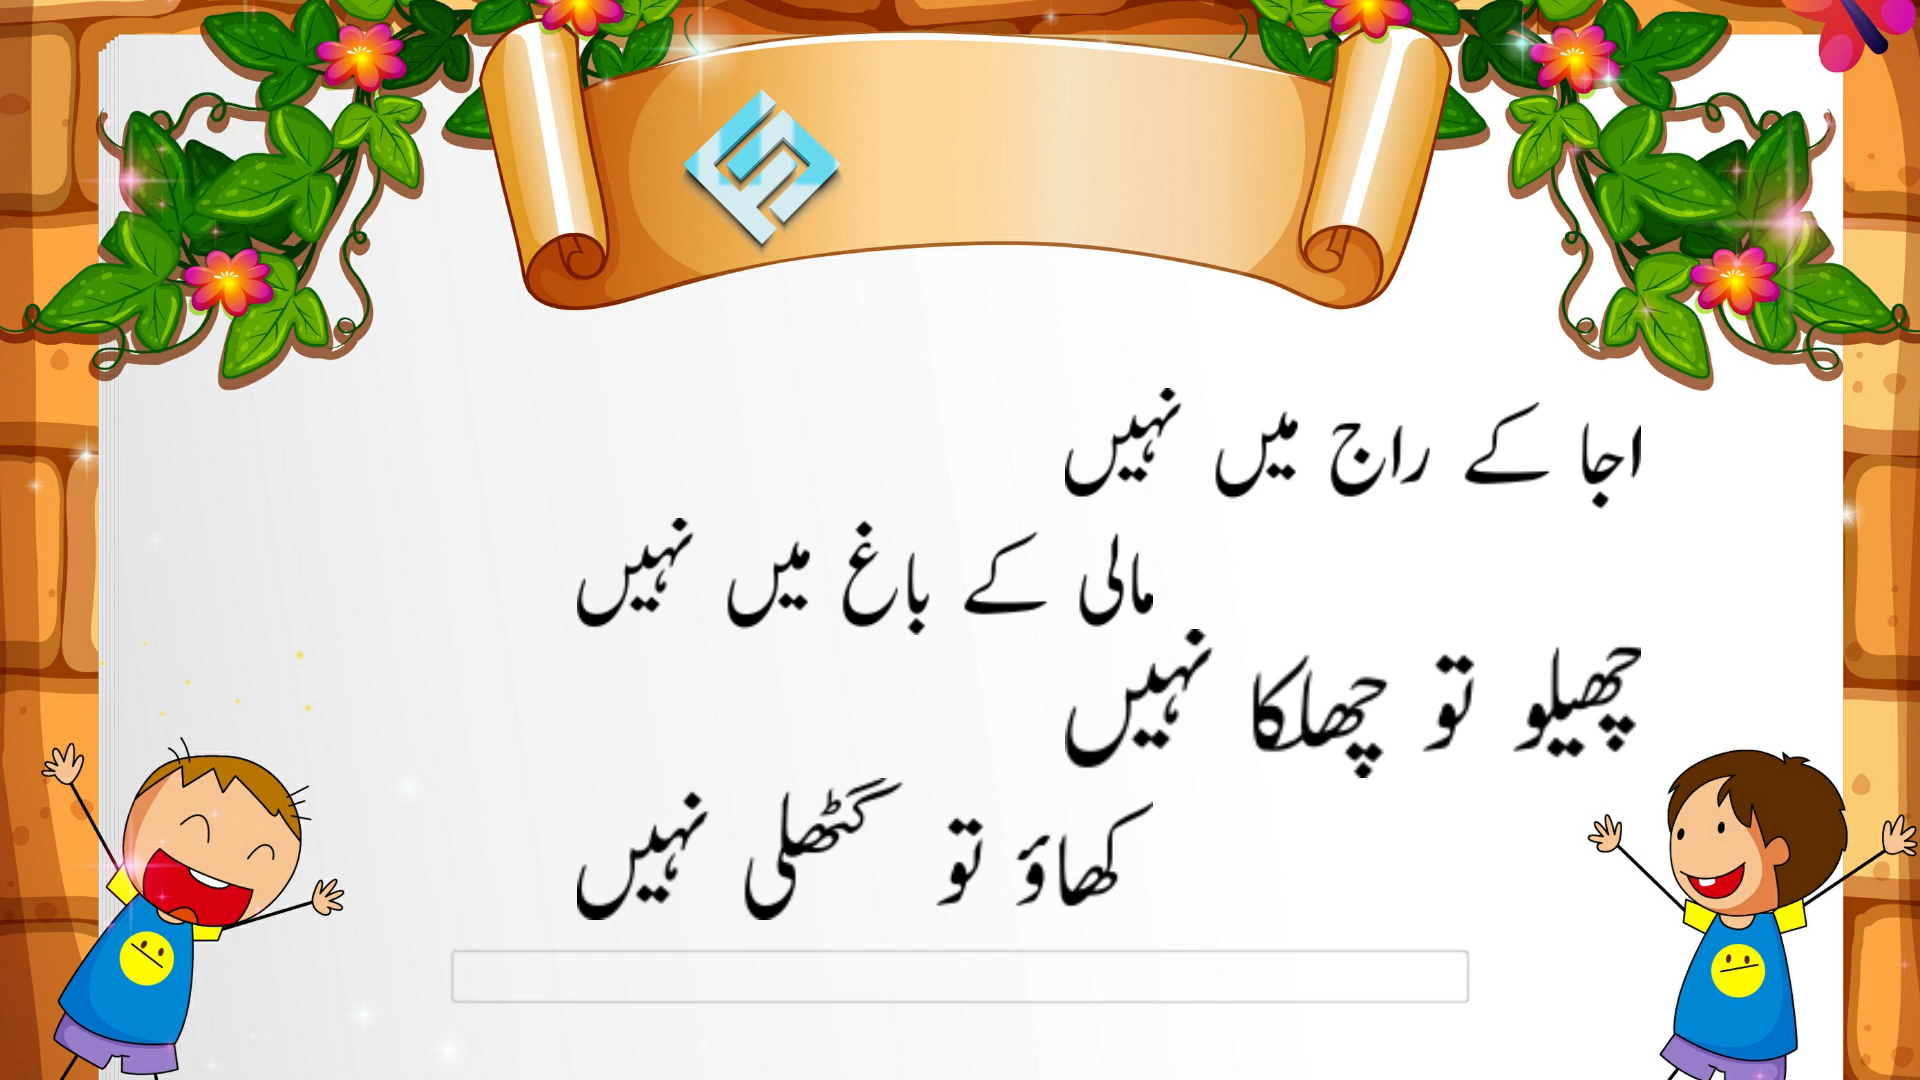 اجا کے راج میں نہیں
مالی کے باغ میں نہیں
چھیلو تو چھلکا نہیں
کھاؤ تو گٹھلی نہیں